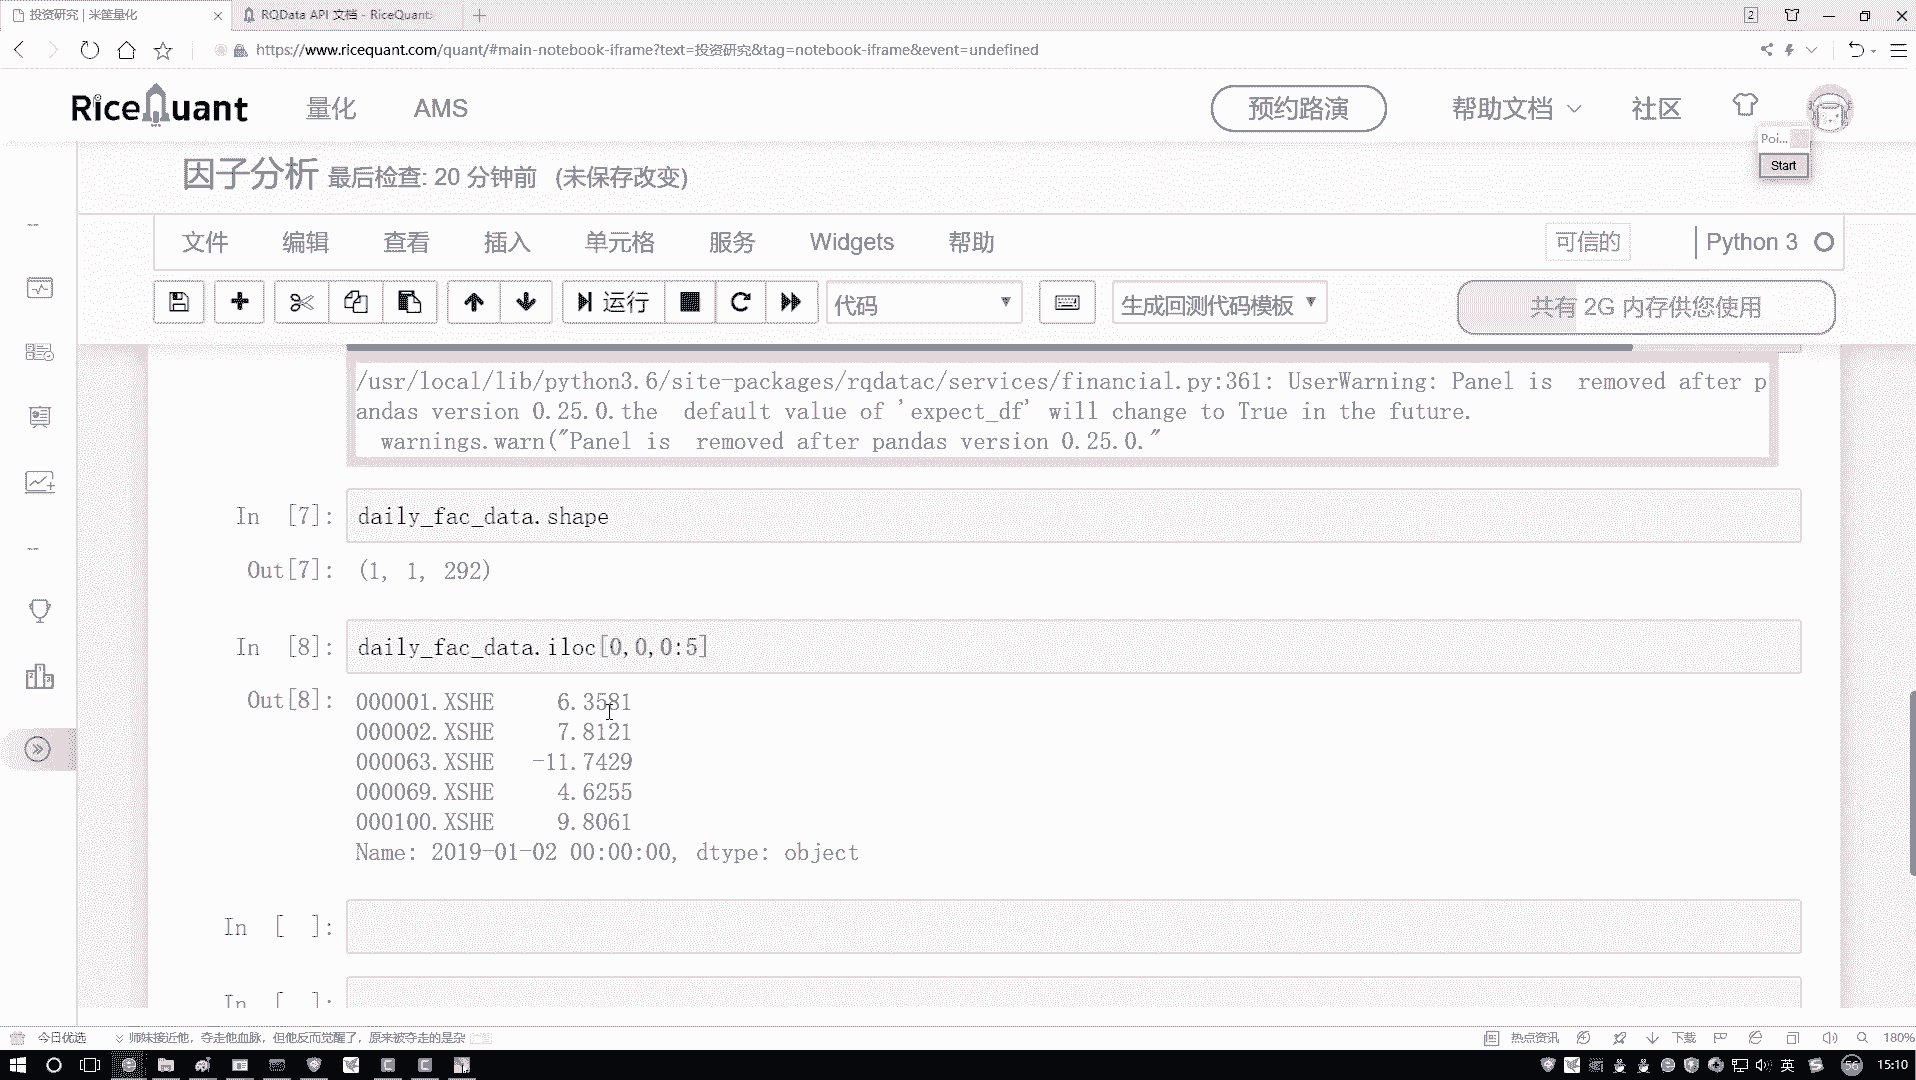 投资研究 | 米筐量化
RQData API 文档 - RiceQuant
2
https://www.ricequant.com/quant/#main-notebook-iframe?text=投资研究&tag=notebook-iframe&event=undefined
RiceQuant
量化
AMS
预约路演
帮助文档
社区
Poi...
Start
因子分析 最后检查: 20 分钟前 (未保存改变)
文件 编辑 查看 插入 单元格 服务 Widgets 帮助
可信的
Python 3
运行
代码
生成回测代码模板
共有 2G 内存供您使用
/usr/local/lib/python3.6/site-packages/rqdatac/services/financial.py:361: UserWarning: Panel is  removed after p
andas version 0.25.0.the  default value of 'expect_df' will change to True in the future.
  warnings.warn("Panel is  removed after pandas version 0.25.0."
In [7]: daily_fac_data.shape
Out[7]: (1, 1, 292)
In [8]: daily_fac_data.iloc[0,0,0:5]
Out[8]: 000001.XSHE 6.3581
000002.XSHE 7.8121
000063.XSHE -11.7429
000069.XSHE 4.6255
000100.XSHE 9.8061
Name: 2019-01-02 00:00:00, dtype: object
In [ ]:
In [ ]:
今日优选
师妹接近他，夺走他血脉，但他反而觉醒了，原来被夺走的是杂
热点资讯
下载
180%
英
56
15:10